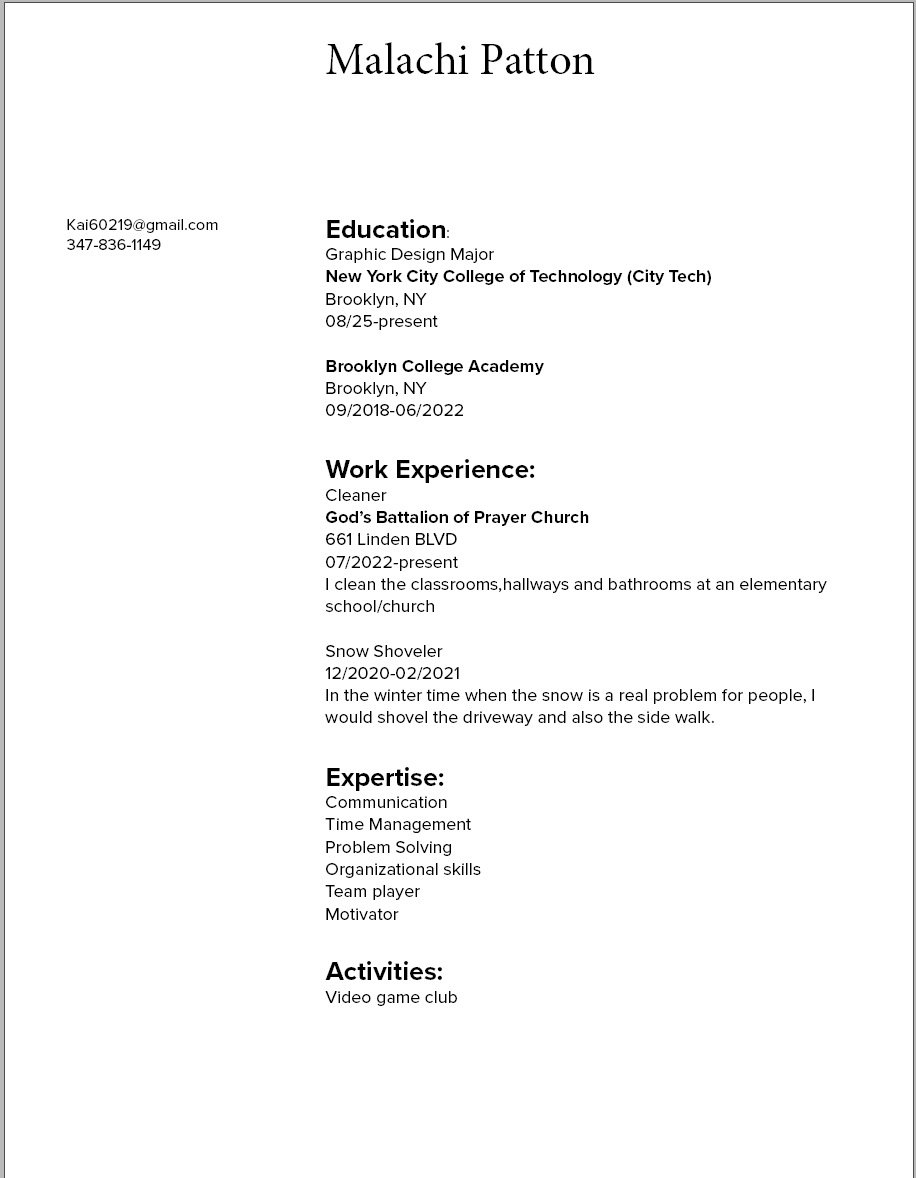 Malachi Patton
Kai60219@gmail.com
347-836-1149
Education:
Graphic Design Major
New York City College of Technology (City Tech)
Brooklyn, NY
08/25-present
Brooklyn College Academy
Brooklyn, NY
09/2018-06/2022
Work Experience:
Cleaner
God’s Battalion of Prayer Church
661 Linden BLVD
07/2022-present
I clean the classrooms,hallways and bathrooms at an elementary
school/church
Snow Shoveler
12/2020-02/2021
In the winter time when the snow is a real problem for people, I
would shovel the driveway and also the side walk.
Expertise:
Communication
Time Management
Problem Solving
Organizational skills
Team player
Motivator
Activities:
Video game club